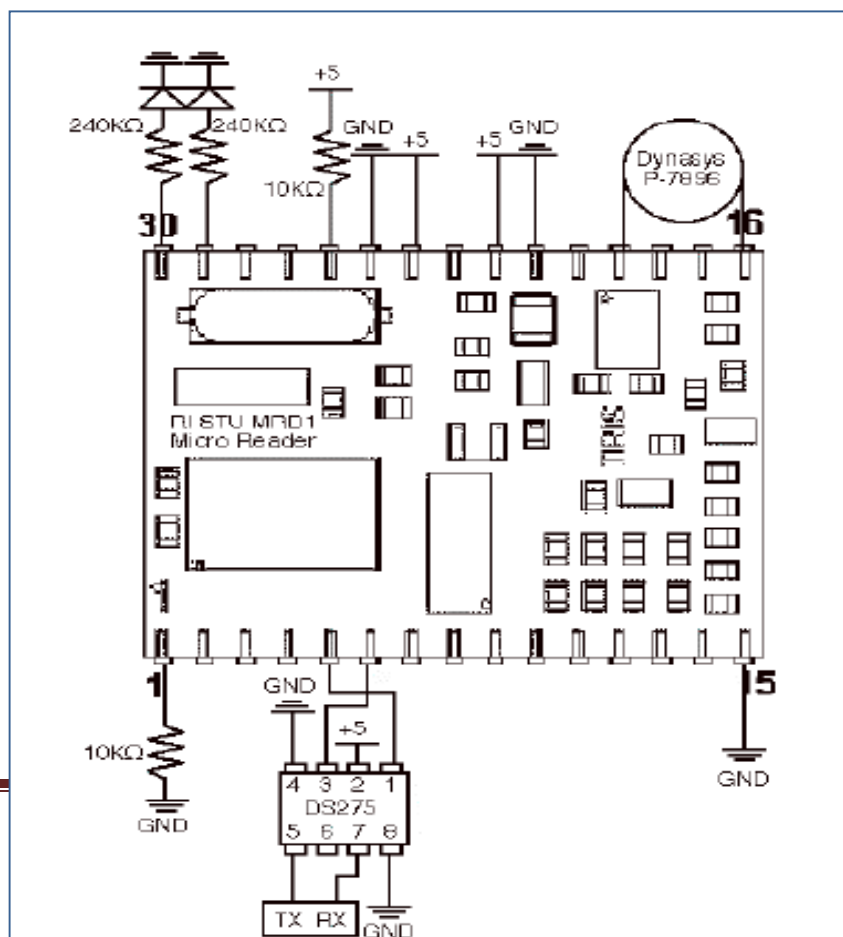 +5
240KΩ 240KΩ
GND +5 +5 GND
10KΩ
Dynasys
P-7896
30 16
RI STU MRD1
Micro Reader
TIRIS
1
1 15
GND
+5
10KΩ
GND
GND
4 3 2 1
DS275
5 6 7 8
TX RX
GND